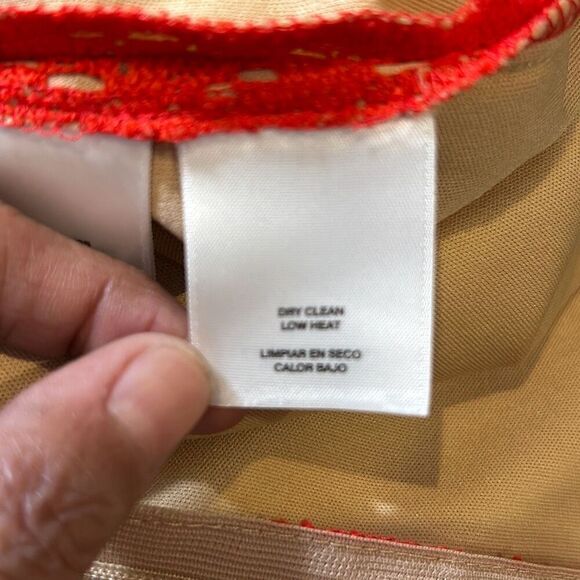 DRY CLEAN
LOW HEAT
LIMPIAR EN SECO
CALOR BAJO